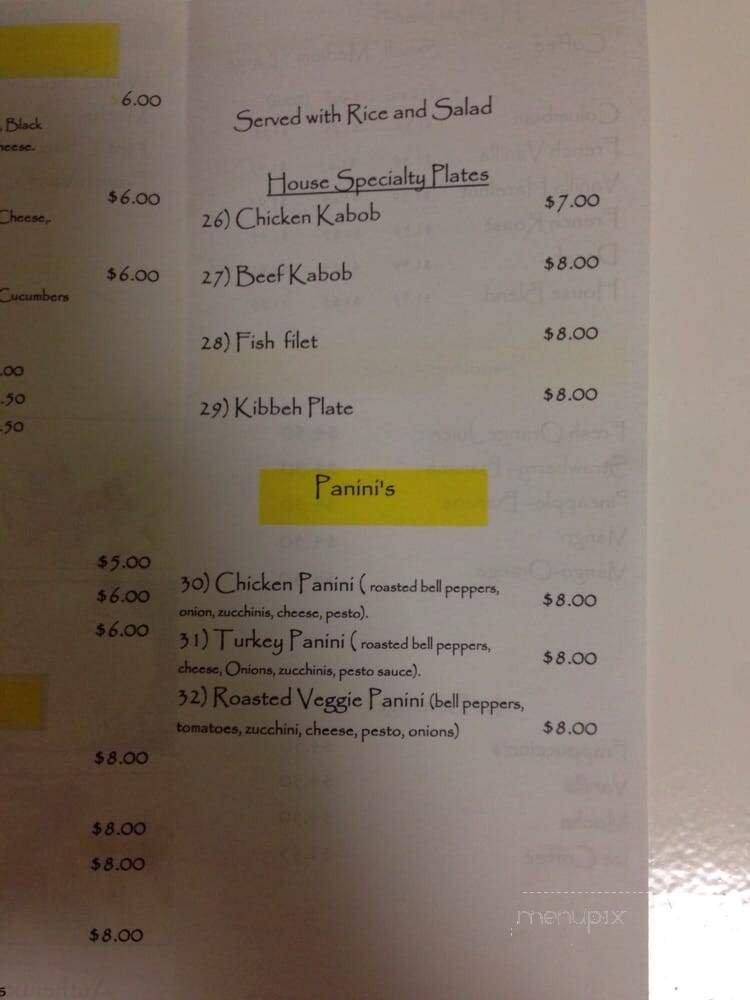 6.00
, Black
heese.
$6.00
Cheese,.
$6.00
Cucumbers
.00
.50
.50
$5.00
$6.00
$6.00
$8.00
$8.00
$8.00
$8.00
Served with Rice and Salad
House Specialty Plates
26) Chicken Kabob $7.00
27) Beef Kabob $8.00
28) Fish filet $8.00
29) Kibbeh Plate $8.00
Panini's
30) Chicken Panini ( roasted bell peppers,
onion, zucchinis, cheese, pesto). $8.00
31) Turkey Panini ( roasted bell peppers,
cheese, Onions, zucchinis, pesto sauce). $8.00
32) Roasted Veggie Panini (bell peppers,
tomatoes, zucchini, cheese, pesto, onions) $8.00
menupix